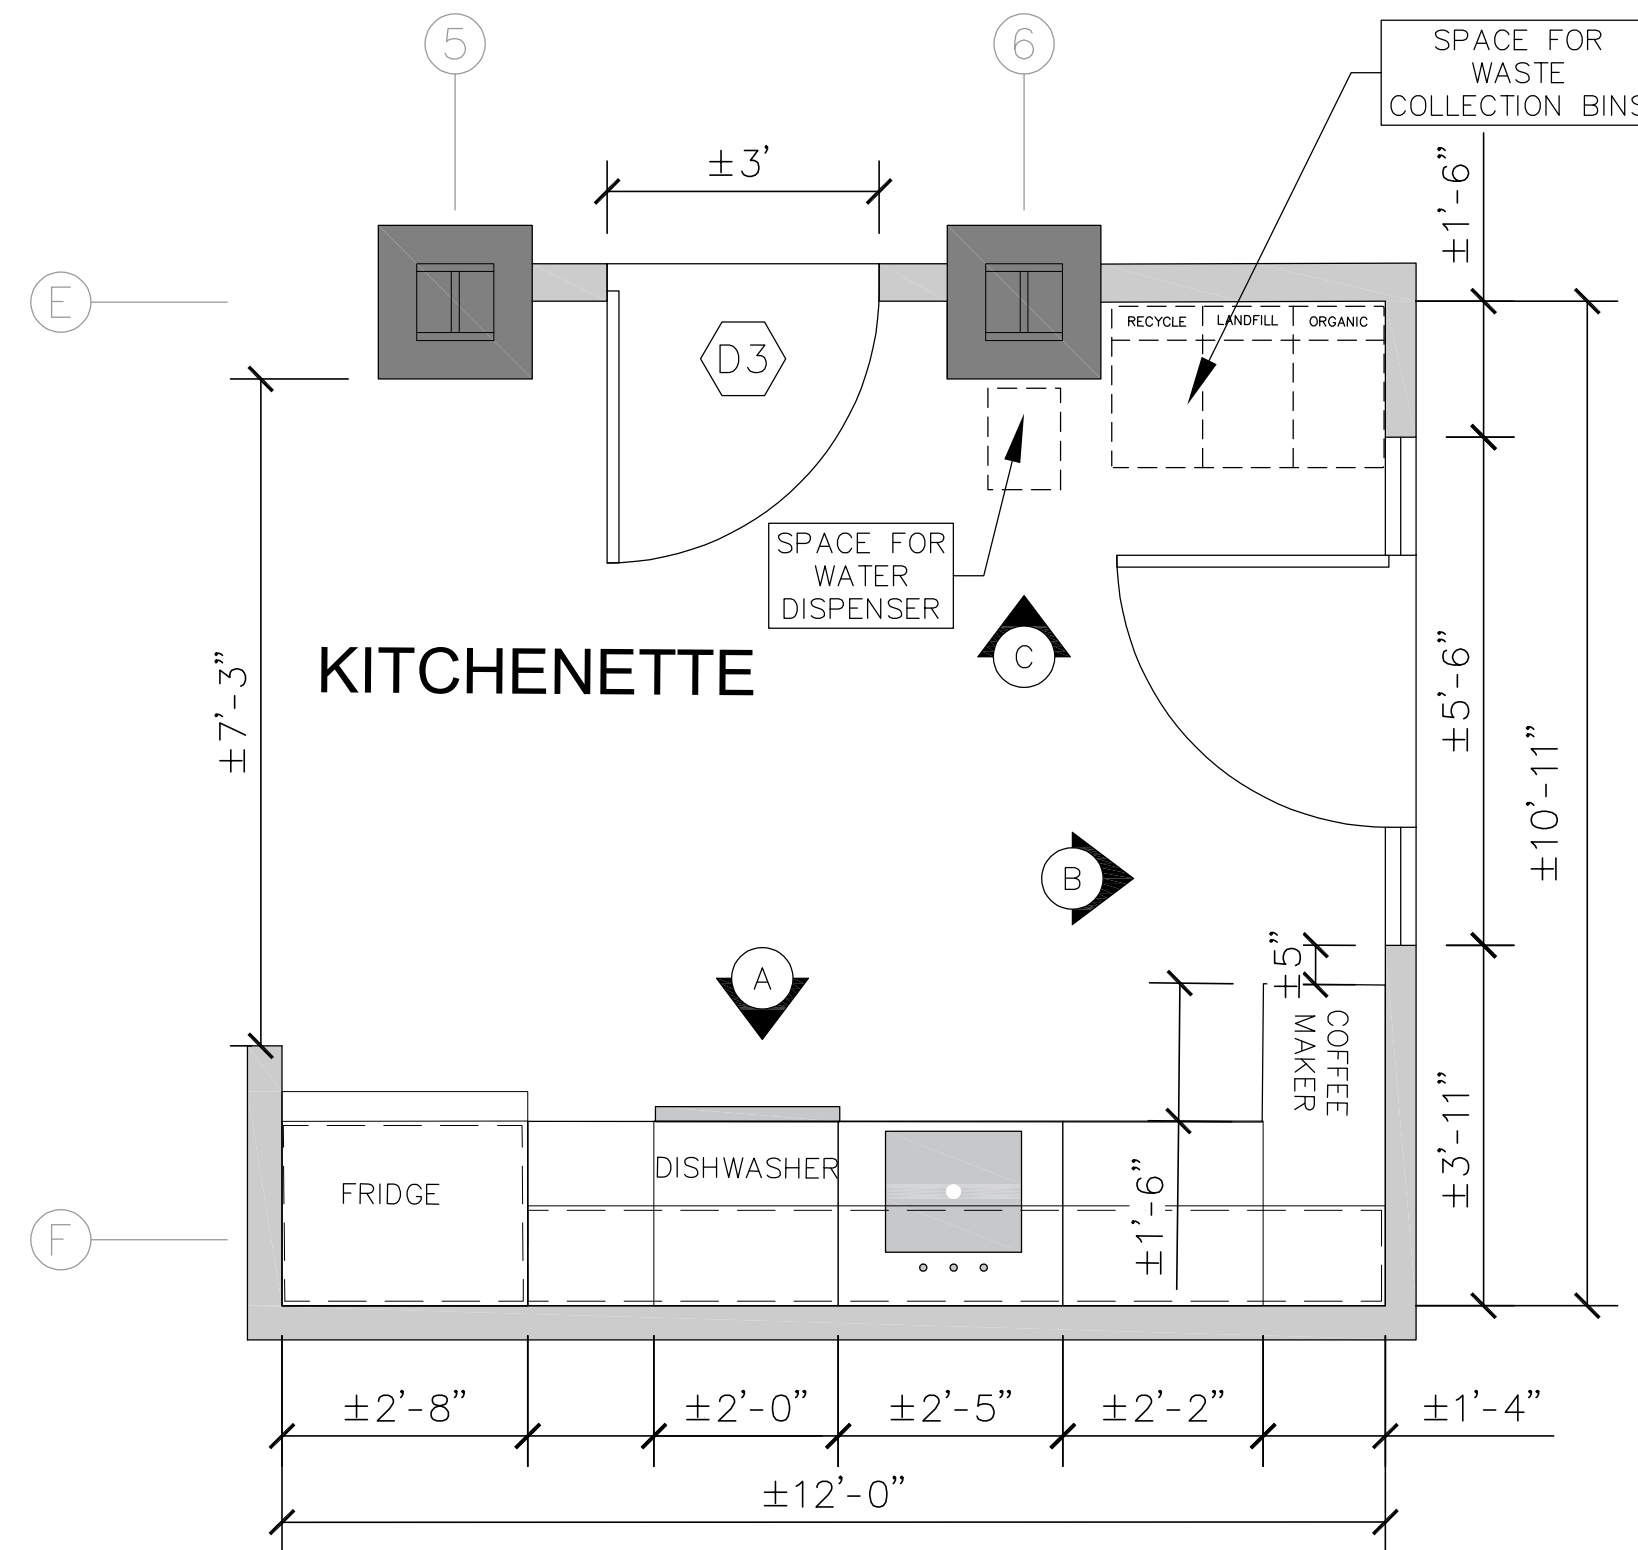 5
6
SPACE FOR
WASTE
COLLECTION BINS
±3'
±1'-6"
E
RECYCLE
LANDFILL
ORGANIC
D3
SPACE FOR
WATER
DISPENSER
C
KITCHENETTE
±7'-3"
±5'-6"
±10'-11"
B
A
±5"
COFFEE
MAKER
±3'-11"
DISHWASHER
FRIDGE
±1'-6"
F
±2'-8"
±2'-0"
±2'-5"
±2'-2"
±1'-4"
±12'-0"